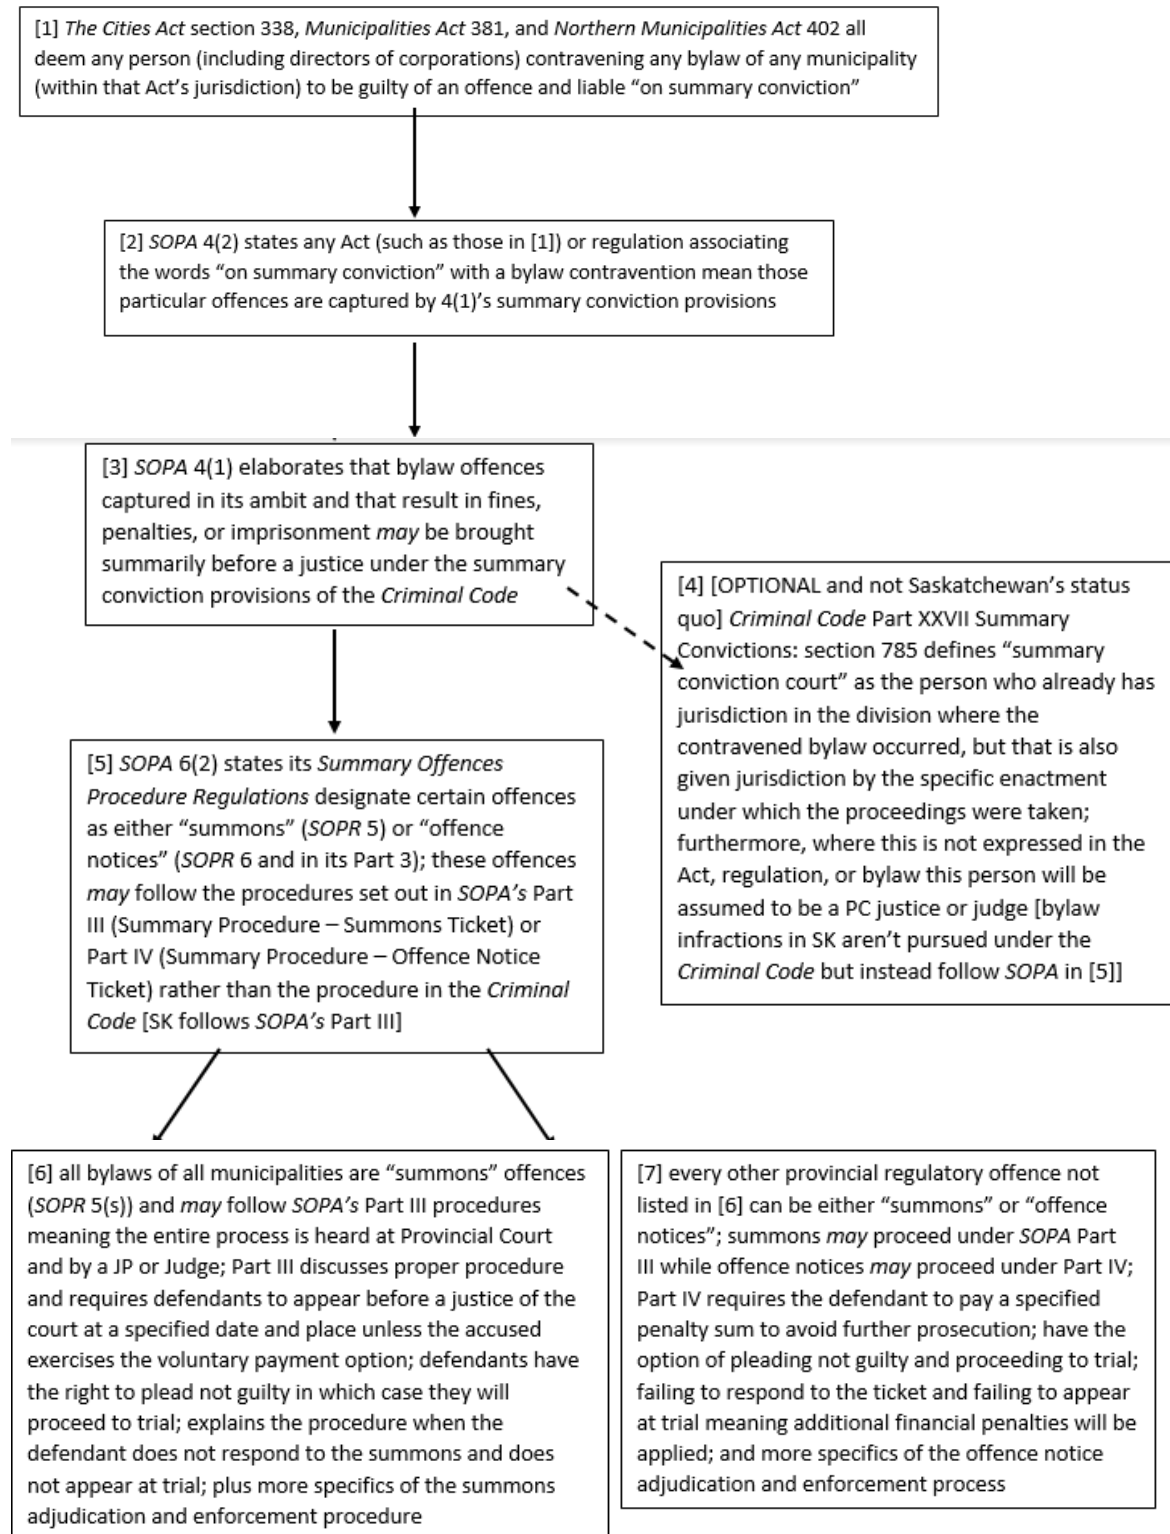 [1] The Cities Act section 338, Municipalities Act 381, and Northern Municipalities Act 402 all
deem any person (including directors of corporations) contravening any bylaw of any municipality
(within that Act's jurisdiction) to be guilty of an offence and liable “on summary conviction”
[2] SOPA 4(2) states any Act (such as those in [1]) or regulation associating
the words “on summary conviction” with a bylaw contravention mean those
particular offences are captured by 4(1)'s summary conviction provisions
[3] SOPA 4(1) elaborates that bylaw offences
captured in its ambit and that result in fines,
penalties, or imprisonment may be brought
summarily before a justice under the summary
conviction provisions of the Criminal Code
[4] [OPTIONAL and not Saskatchewan's status
quo] Criminal Code Part XXVII Summary
Convictions: section 785 defines “summary
conviction court” as the person who already has
jurisdiction in the division where the
contravened bylaw occurred, but that is also
given jurisdiction by the specific enactment
under which the proceedings were taken;
furthermore, where this is not expressed in the
Act, regulation, or bylaw this person will be
assumed to be a PC justice or judge [bylaw
infractions in SK aren't pursued under the
Criminal Code but instead follow SOPA in [5]]
[5] SOPA 6(2) states its Summary Offences
Procedure Regulations designate certain offences
as either “summons” (SOPR 5) or “offence
notices” (SOPR 6 and in its Part 3); these offences
may follow the procedures set out in SOPA's Part
III (Summary Procedure – Summons Ticket) or
Part IV (Summary Procedure – Offence Notice
Ticket) rather than the procedure in the Criminal
Code [SK follows SOPA's Part III]
[6] all bylaws of all municipalities are “summons” offences
(SOPR 5(s)) and may follow SOPA's Part III procedures
meaning the entire process is heard at Provincial Court
and by a JP or Judge; Part III discusses proper procedure
and requires defendants to appear before a justice of the
court at a specified date and place unless the accused
exercises the voluntary payment option; defendants have
the right to plead not guilty in which case they will
proceed to trial; explains the procedure when the
defendant does not respond to the summons and does
not appear at trial; plus more specifics of the summons
adjudication and enforcement procedure
[7] every other provincial regulatory offence not
listed in [6] can be either “summons” or “offence
notices”; summons may proceed under SOPA Part
III while offence notices may proceed under Part IV;
Part IV requires the defendant to pay a specified
penalty sum to avoid further prosecution; have the
option of pleading not guilty and proceeding to trial;
failing to respond to the ticket and failing to appear
at trial meaning additional financial penalties will be
applied; and more specifics of the offence notice
adjudication and enforcement process